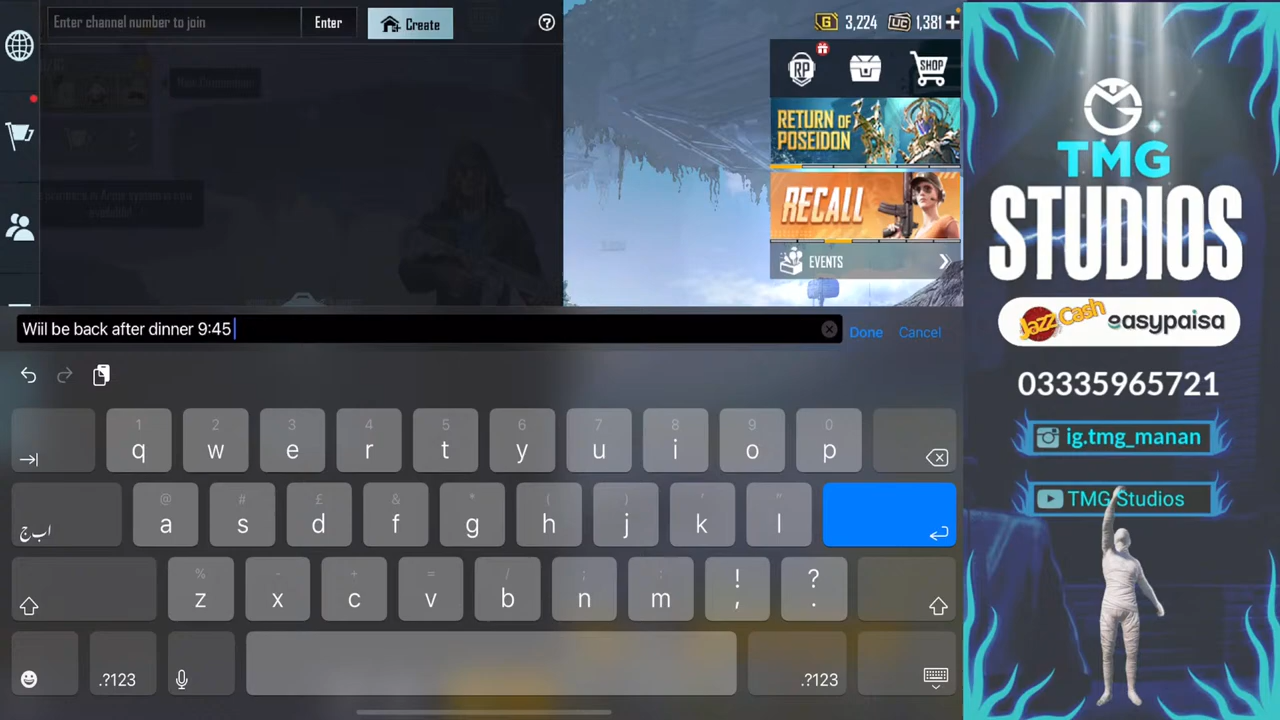 Enter channel number to join
Enter
Create
3,224
1,381
RP
SHOP
RETURN OF
POSEIDON
RECALL
EVENTS
Wiil be back after dinner 9:45
Done
Cancel
1 2 3 4 5 6 7 8 9 0
q w e r t y u i o p
@ # £ & * ( ) ' "
a s d f g h j k l
ا ب ج
% - + = / ; : ! ?
z x c v b n m , .
.?123
.?123
TMG
STUDIOS
JazzCash
easypaisa
03335965721
ig.tmg_manan
TMG Studios